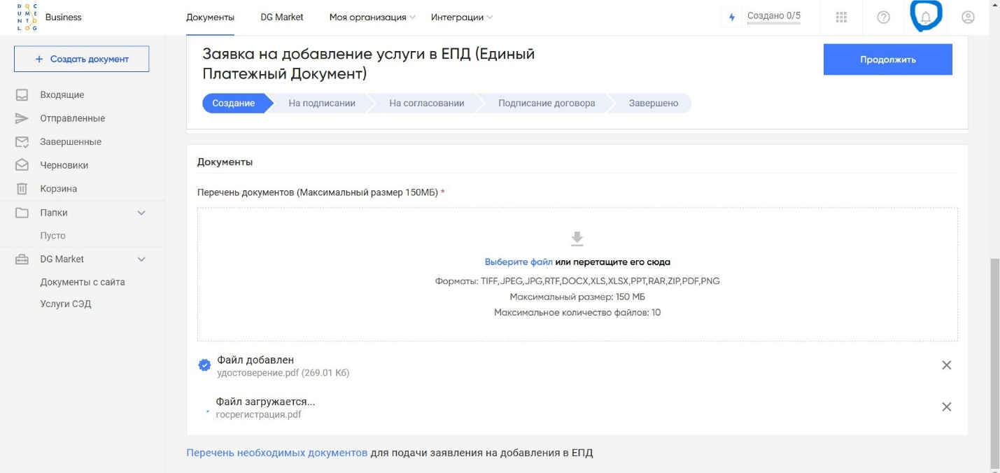 DOCUMENTOLOG
Business
Документы
DG Market
Моя организация
Интеграции
Создано 0/5
+ Создать документ
Входящие
Отправленные
Завершенные
Черновики
Корзина
Папки
Пусто
DG Market
Документы с сайта
Услуги СЭД
Заявка на добавление услуги в ЕПД (Единый
Платежный Документ)
Продолжить
Создание
На подписании
На согласовании
Подписание договора
Завершено
Документы
Перечень документов (Максимальный размер 150МБ) *
Выберите файл или перетащите его сюда
Форматы: TIFF,JPEG,JPG,RTF,DOCX,XLS,XLSX,PPT,RAR,ZIP,PDF,PNG
Максимальный размер: 150 МБ
Максимальное количество файлов: 10
Файл добавлен
удостоверение.pdf (269.01 Кб)
Файл загружается...
госрегистрация.pdf
Перечень необходимых документов для подачи заявления на добавления в ЕПД